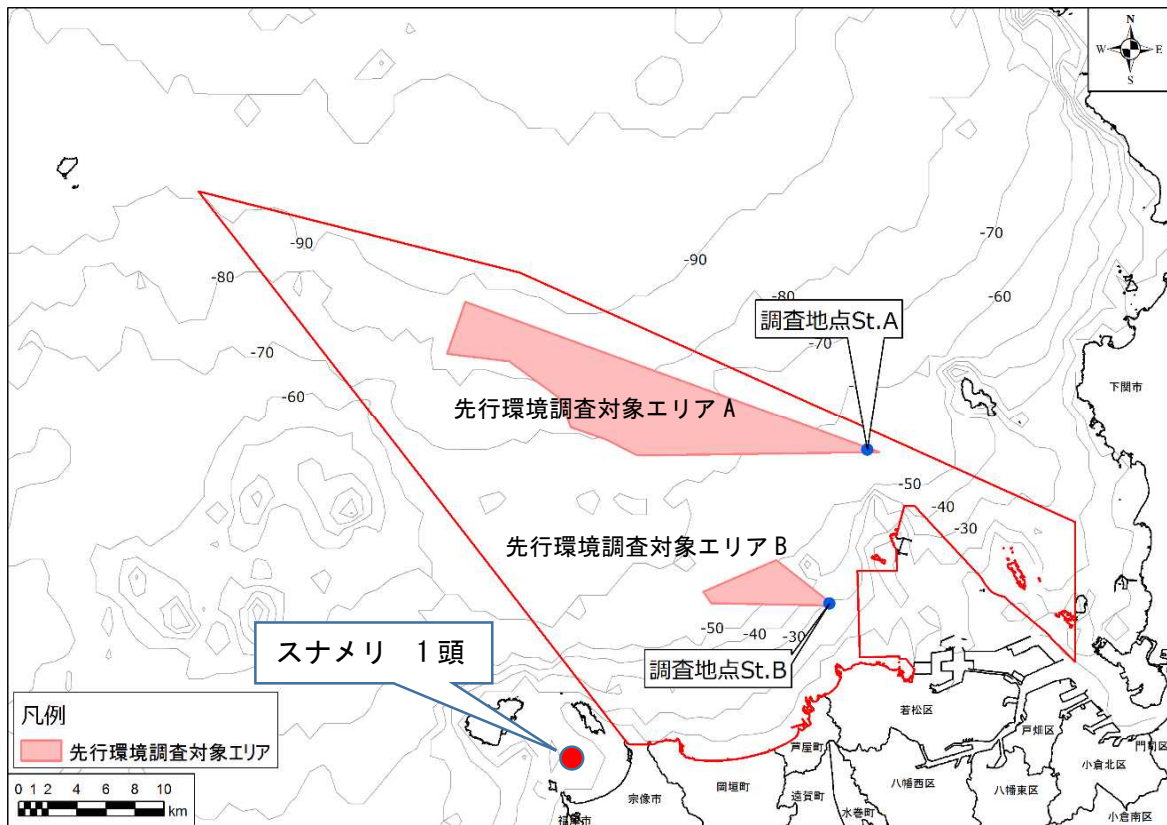 N
W
E
S
-90
-90
-80
-80
-70
-70
-70
-60
-60
調査地点St.A
下関市
先行環境調査対象エリアA
-50
-40
-30
先行環境調査対象エリアB
-50
-40
-30
スナメリ 1頭
調査地点St.B
凡例
先行環境調査対象エリア
若松区
戸畑区
門司区
芦屋町
小倉北区
岡垣町
八幡西区
八幡東区
宗像市
遠賀町
水巻町
小倉南区
福津市
0 1 2 4 6 8 10
km